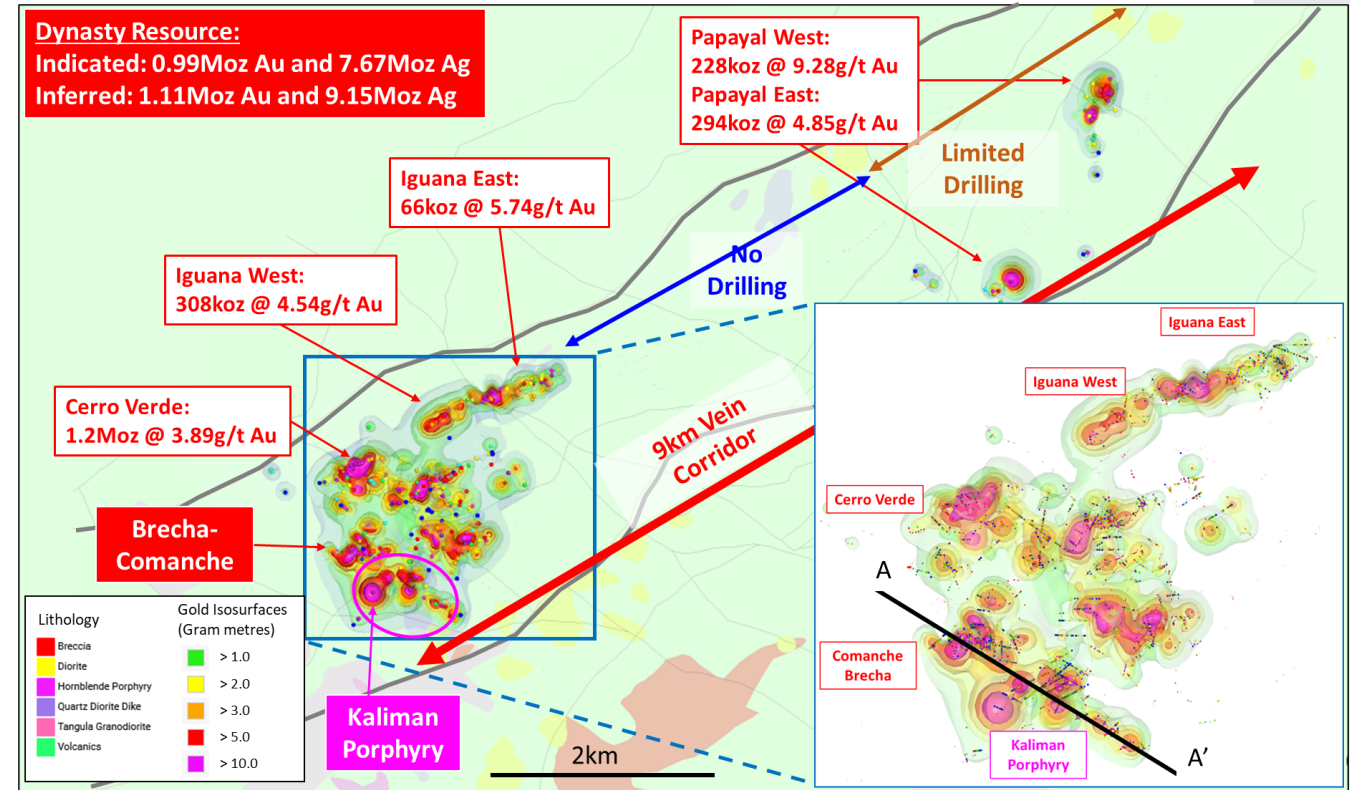 Dynasty Resource:
Indicated: 0.99Moz Au and 7.67Moz Ag
Inferred: 1.11Moz Au and 9.15Moz Ag
Papayal West:
228koz @ 9.28g/t Au
Papayal East:
294koz @ 4.85g/t Au
Limited
Drilling
Iguana East:
66koz @ 5.74g/t Au
No
Drilling
Iguana West:
308koz @ 4.54g/t Au
Cerro Verde:
1.2Moz @ 3.89g/t Au
9km Vein
Corridor
Brecha-
Comanche
Kaliman
Porphyry
2km
Lithology
Breccia
Diorite
Hornblende Porphyry
Quartz Diorite Dike
Tangula Granodiorite
Volcanics
Gold Isosurfaces
(Gram metres)
> 1.0
> 2.0
> 3.0
> 5.0
> 10.0
Iguana East
Iguana West
Cerro Verde
A
Comanche
Brecha
Kaliman
Porphyry
A’